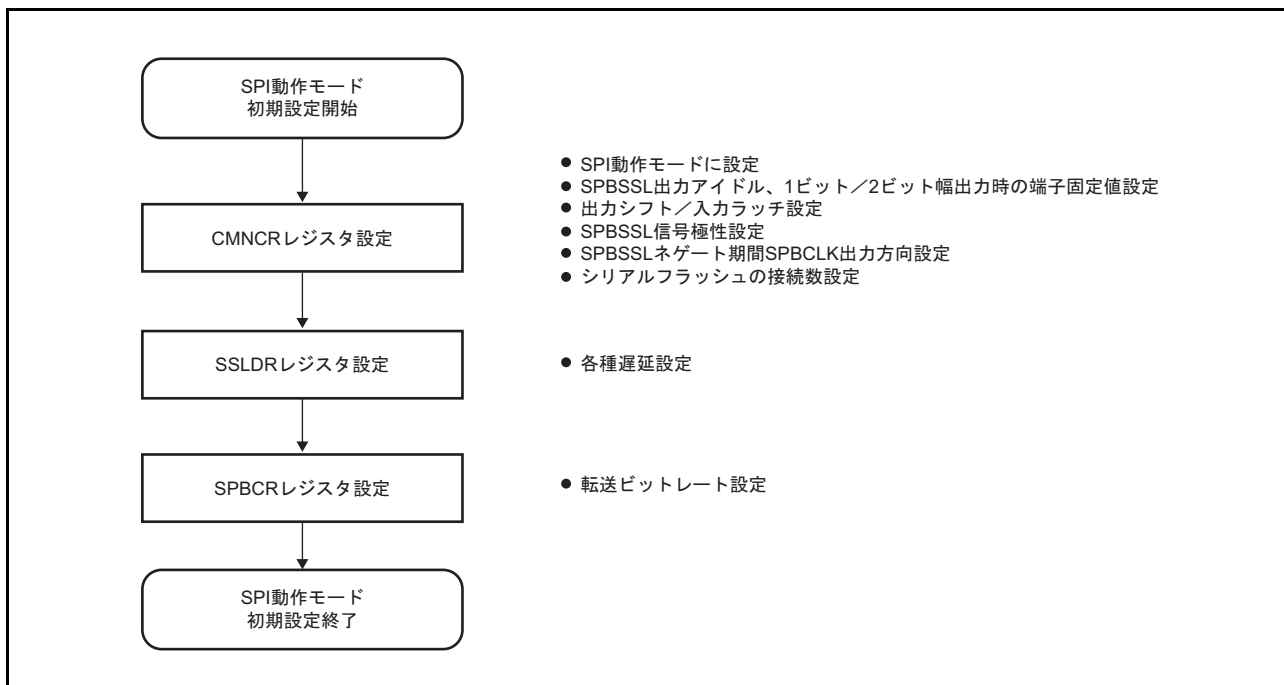 SPI動作モード
初期設定開始
CMNCRレジスタ設定
● SPI動作モードに設定
● SPBSSL出力アイドル、1ビット／2ビット幅出力時の端子固定値設定
● 出力シフト／入力ラッチ設定
● SPBSSL信号極性設定
● SPBSSLネゲート期間SPBCLK出力方向設定
● シリアルフラッシュの接続数設定
SSLDRレジスタ設定
● 各種遅延設定
SPBCRレジスタ設定
● 転送ビットレート設定
SPI動作モード
初期設定終了